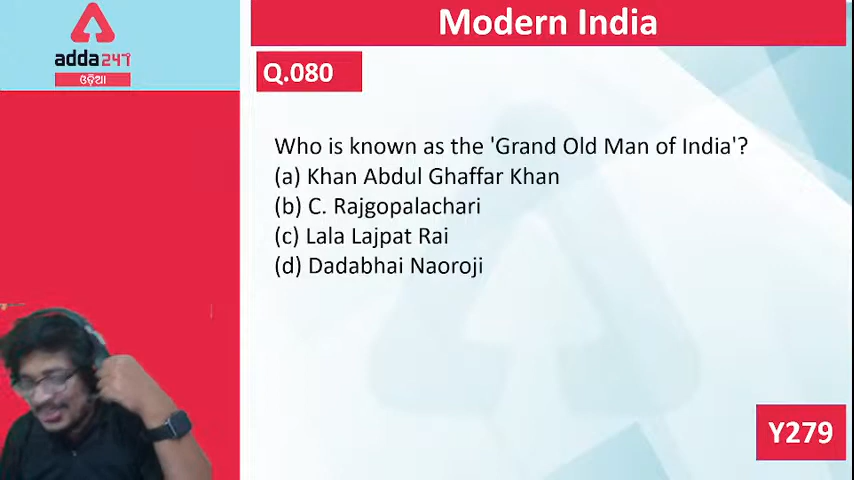 Modern India
adda247
ଓଡ଼ିଆ
Q.080
Who is known as the 'Grand Old Man of India'?
(a) Khan Abdul Ghaffar Khan
(b) C. Rajgopalachari
(c) Lala Lajpat Rai
(d) Dadabhai Naoroji
Y279